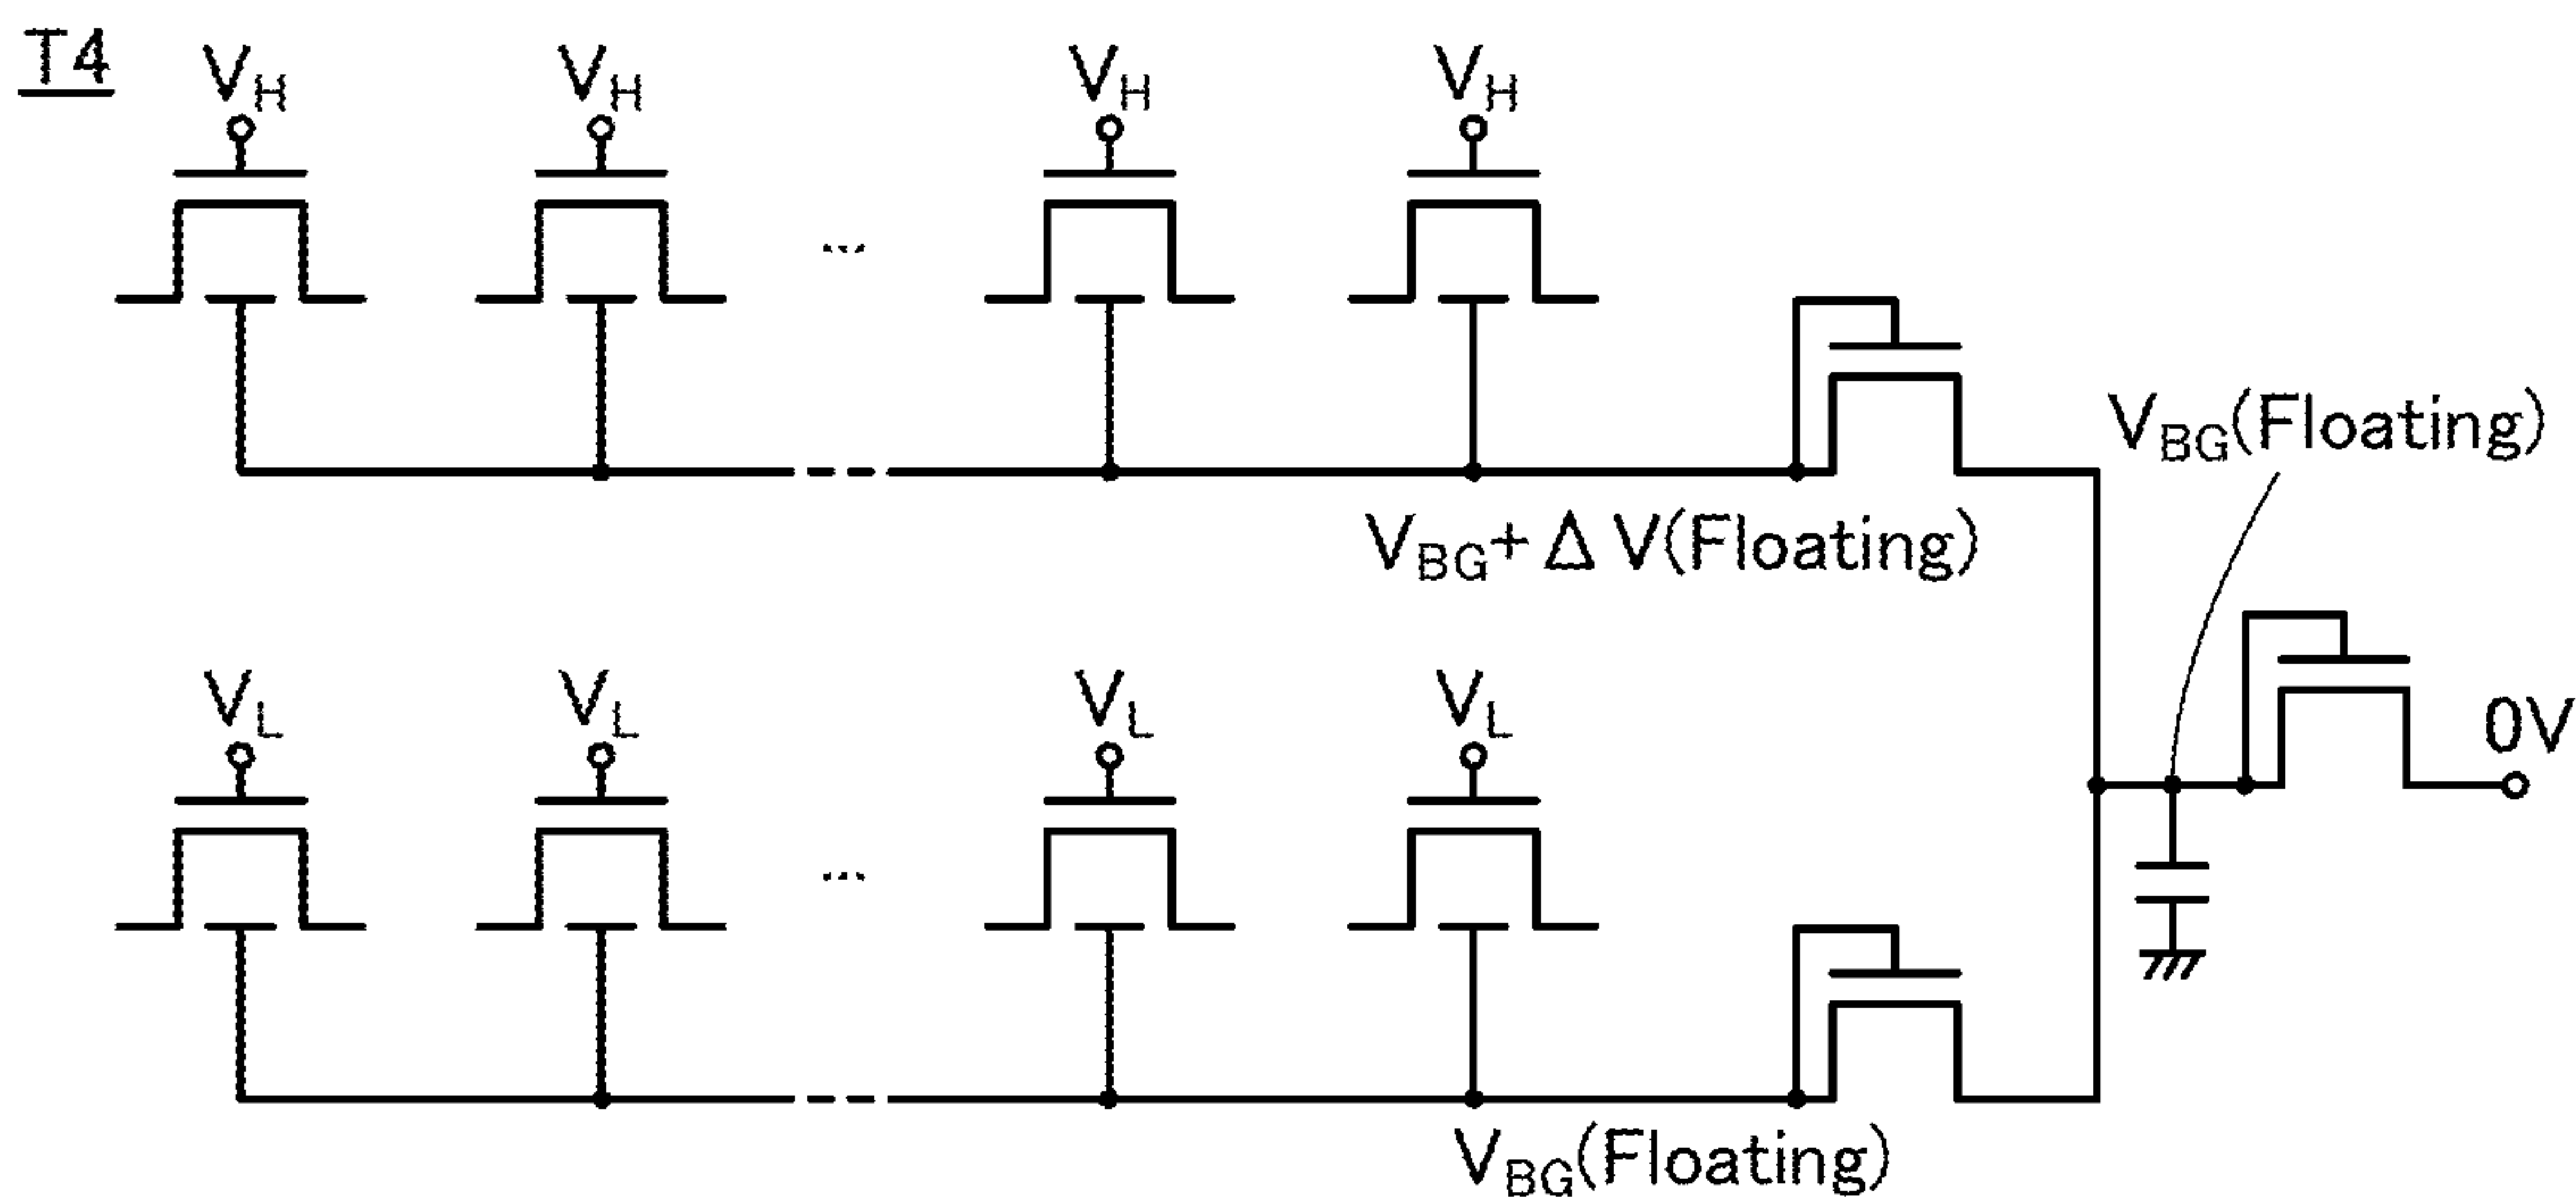 T4
V_H V_H V_H V_H
...
V_BG(Floating)
V_BG+ΔV(Floating)
V_L V_L V_L V_L
0V
...
V_BG(Floating)